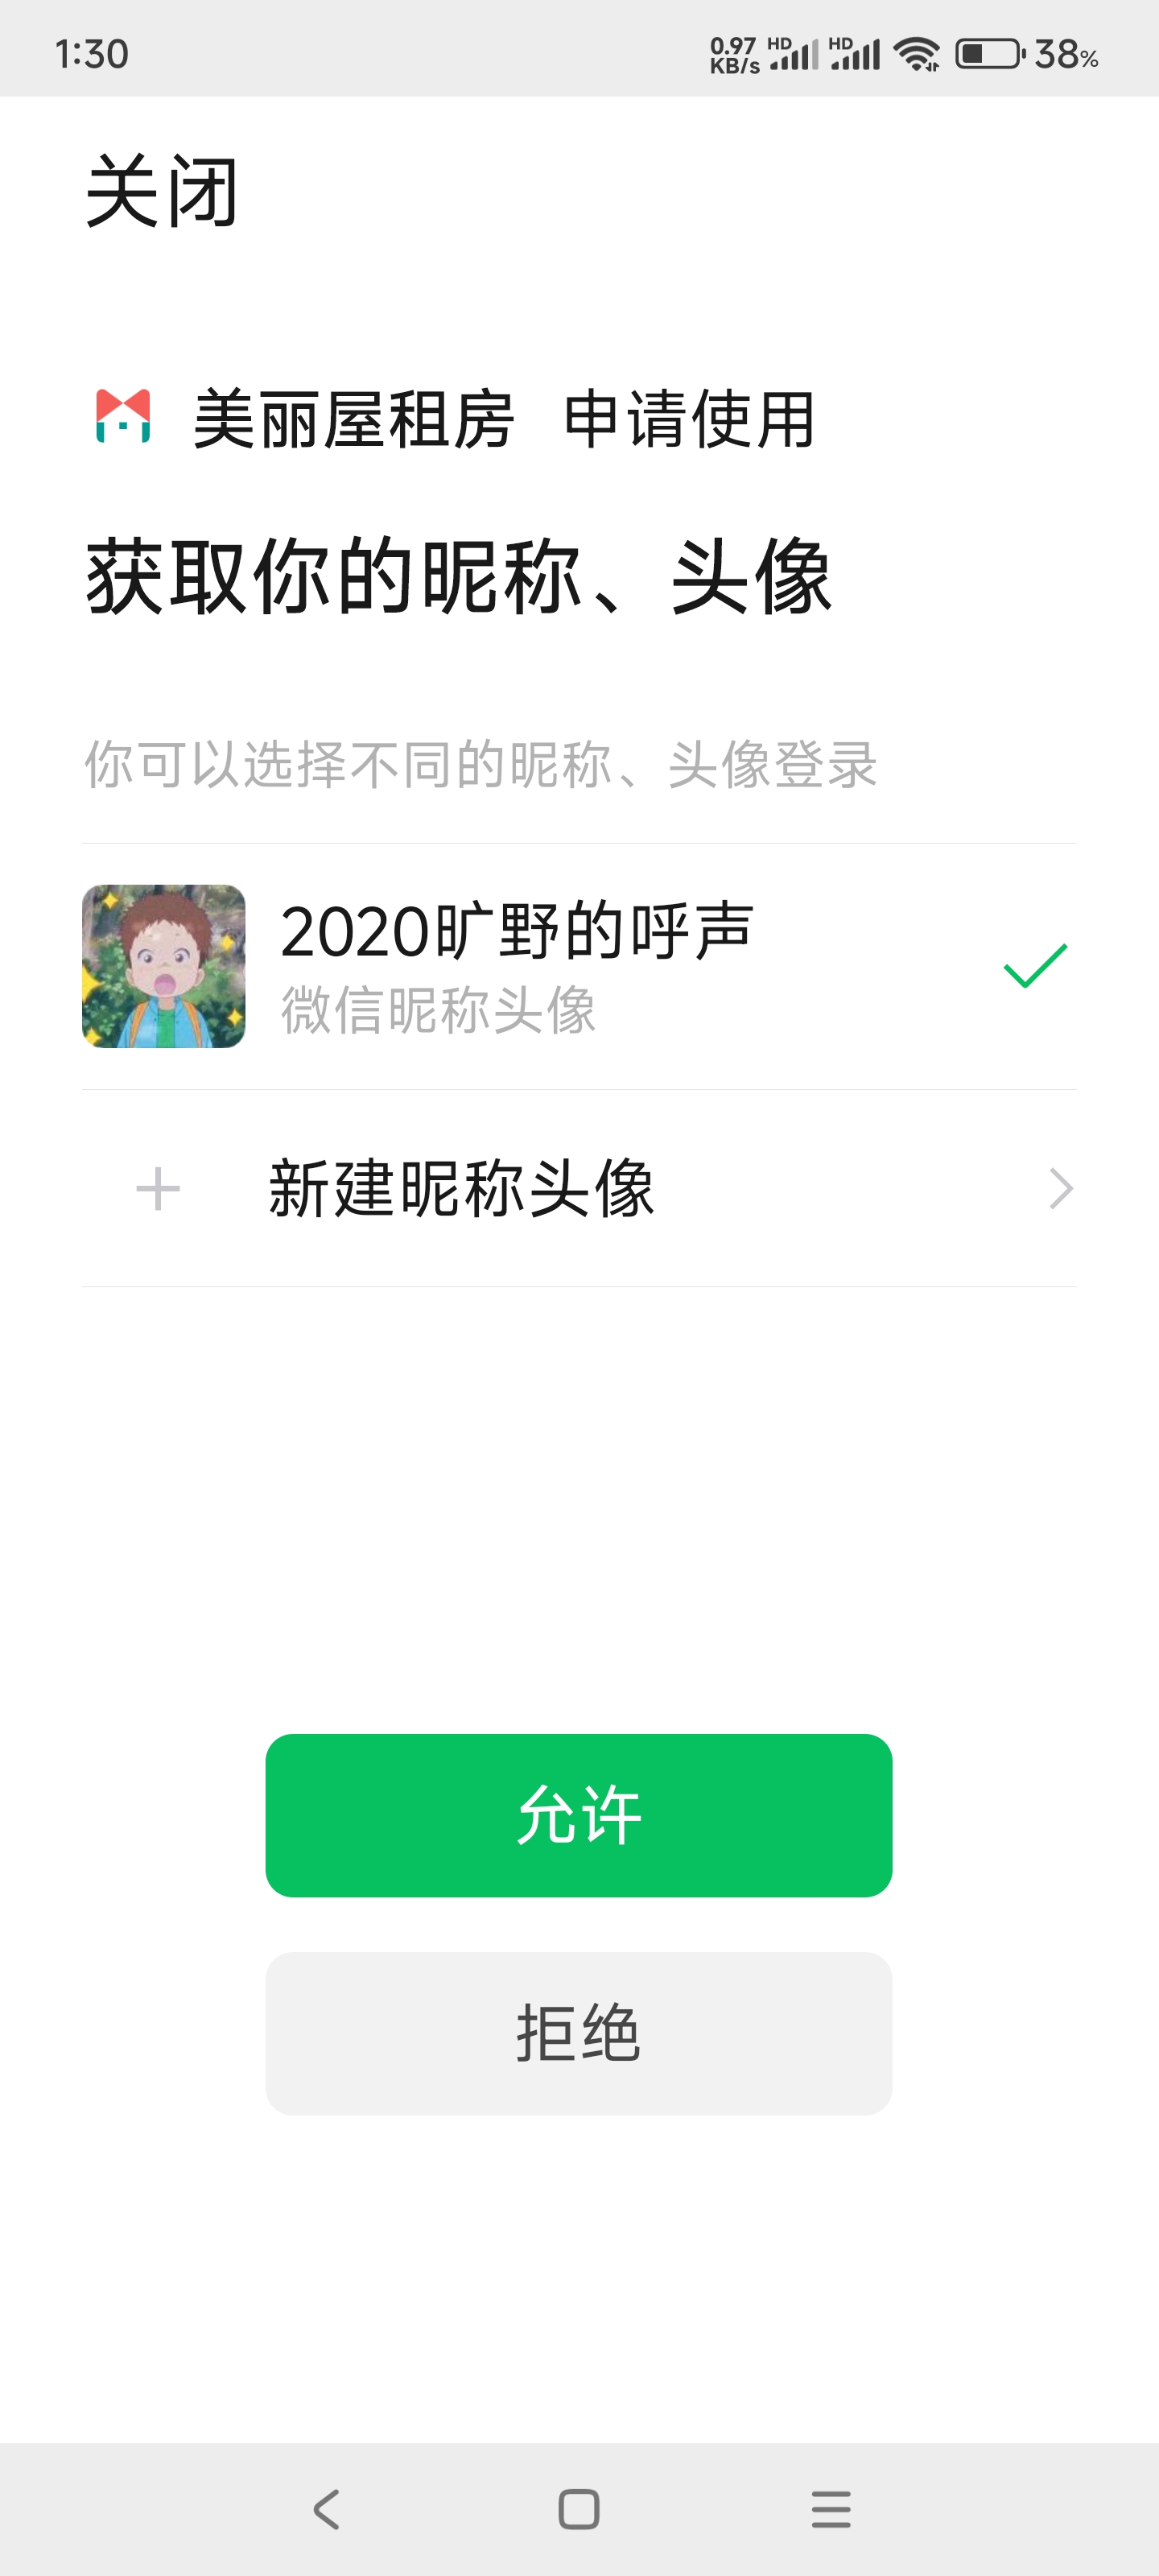 1:30
0.97 KB/s HD HD 38%
关闭
美丽屋租房 申请使用
获取你的昵称、头像
你可以选择不同的昵称、头像登录
2020旷野的呼声
微信昵称头像
新建昵称头像
允许
拒绝